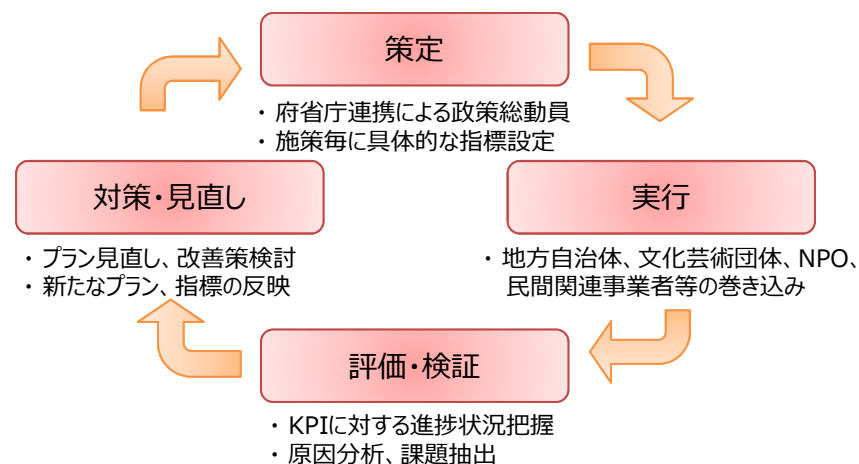 策定
・ 府省庁連携による政策総動員
・ 施策毎に具体的な指標設定
対策・見直し
・ プラン見直し、改善策検討
・ 新たなプラン、指標の反映
実行
・ 地方自治体、文化芸術団体、NPO、
民間関連事業者等の巻き込み
評価・検証
・ KPIに対する進捗状況把握
・ 原因分析、課題抽出